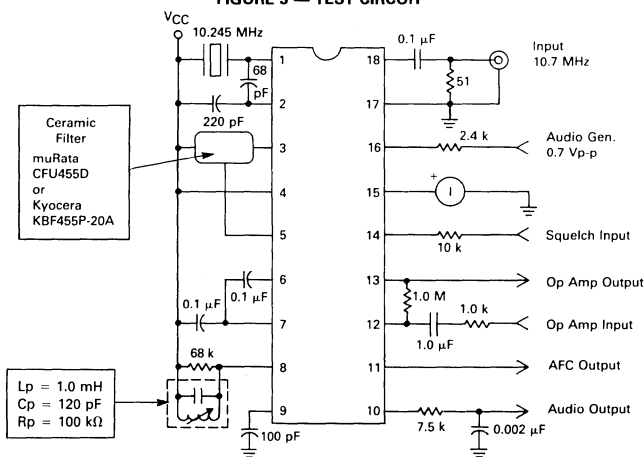 FIGURE 3 — TEST CIRCUIT
VCC
10.245 MHz
68
pF
220 pF
Ceramic
Filter
muRata
CFU455D
or
Kyocera
KBF455P-20A
0.1 µF
0.1 µF
68 k
Lp = 1.0 mH
Cp = 120 pF
Rp = 100 kΩ
100 pF
1
2
3
4
5
6
7
8
9
18
17
16
15
14
13
12
11
10
0.1 µF
51
Input
10.7 MHz
2.4 k
Audio Gen.
0.7 Vp-p
+
I
10 k
Squelch Input
Op Amp Output
1.0 M
1.0 k
1.0 µF
Op Amp Input
AFC Output
Audio Output
7.5 k
0.002 µF